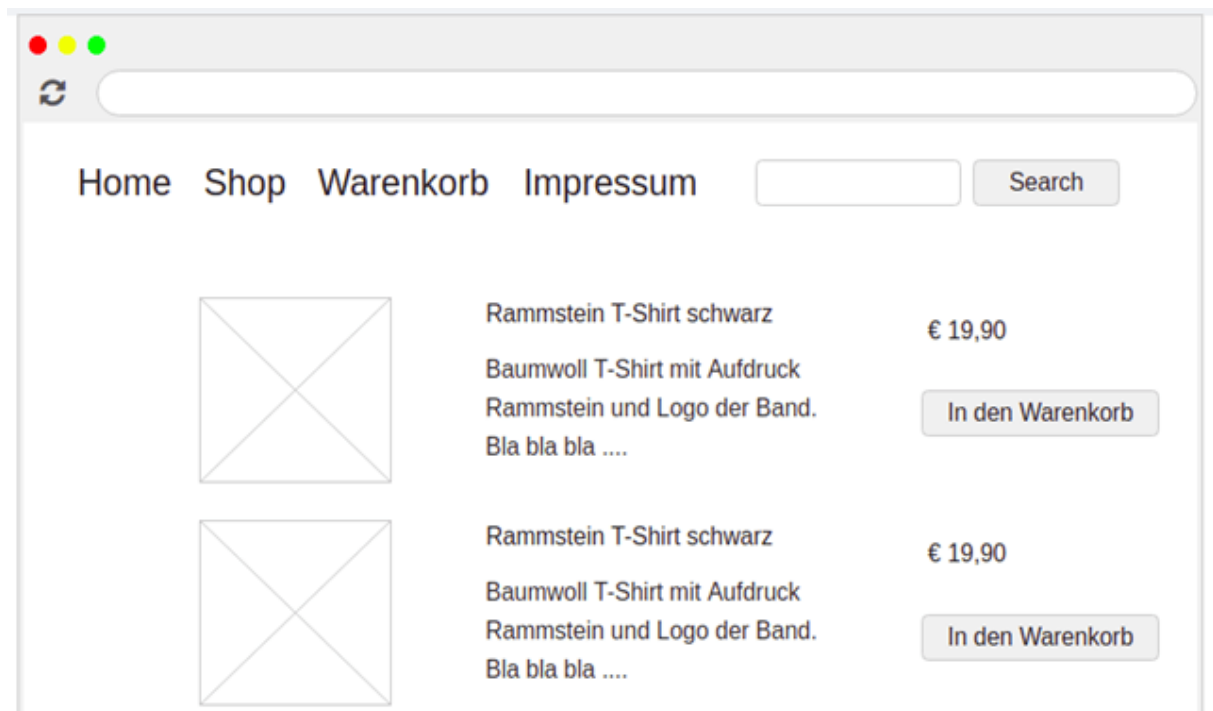 Home Shop Warenkorb Impressum Search
Rammstein T-Shirt schwarz
€ 19,90
Baumwoll T-Shirt mit Aufdruck
Rammstein und Logo der Band.
In den Warenkorb
Bla bla bla ....
Rammstein T-Shirt schwarz
€ 19,90
Baumwoll T-Shirt mit Aufdruck
Rammstein und Logo der Band.
In den Warenkorb
Bla bla bla ....